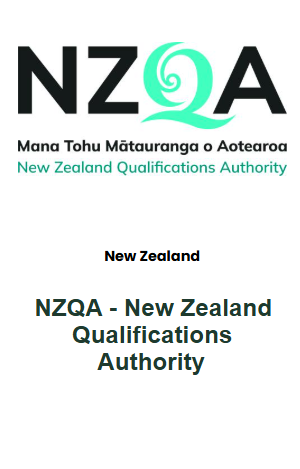 NZQA
Mana Tohu Mātauranga o Aotearoa
New Zealand Qualifications Authority
New Zealand
NZQA - New Zealand
Qualifications
Authority